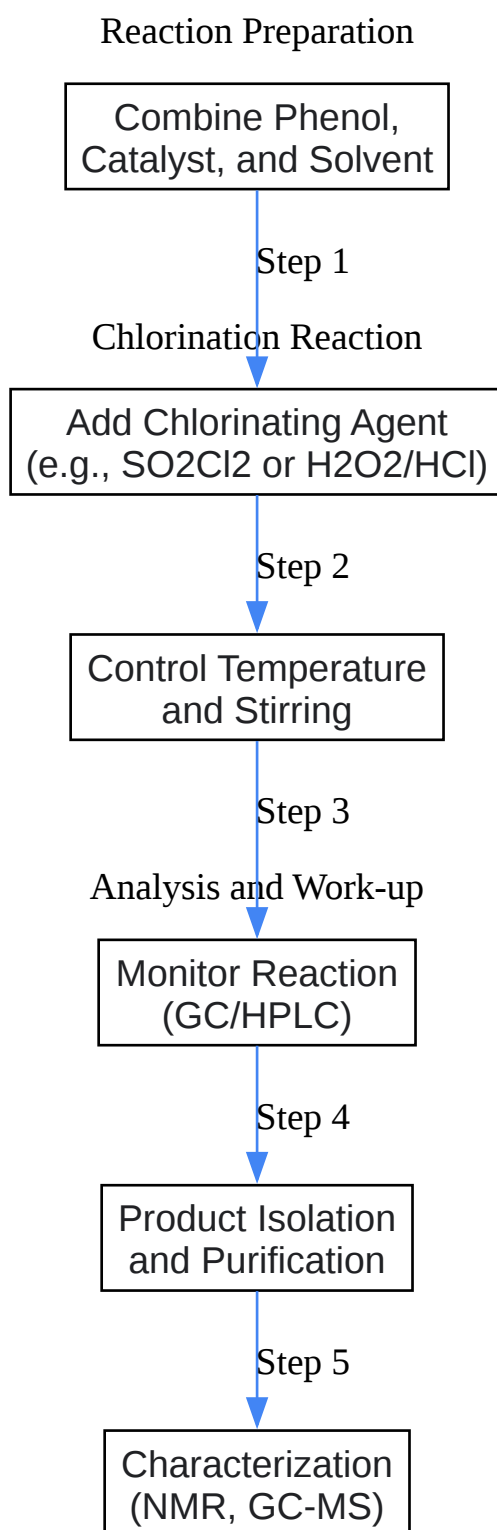 Reaction Preparation
Combine Phenol,
Catalyst, and Solvent
Step 1
Chlorination Reaction
Add Chlorinating Agent
(e.g., SO2Cl2 or H2O2/HCl)
Step 2
Control Temperature
and Stirring
Step 3
Analysis and Work-up
Monitor Reaction
(GC/HPLC)
Step 4
Product Isolation
and Purification
Step 5
Characterization
(NMR, GC-MS)